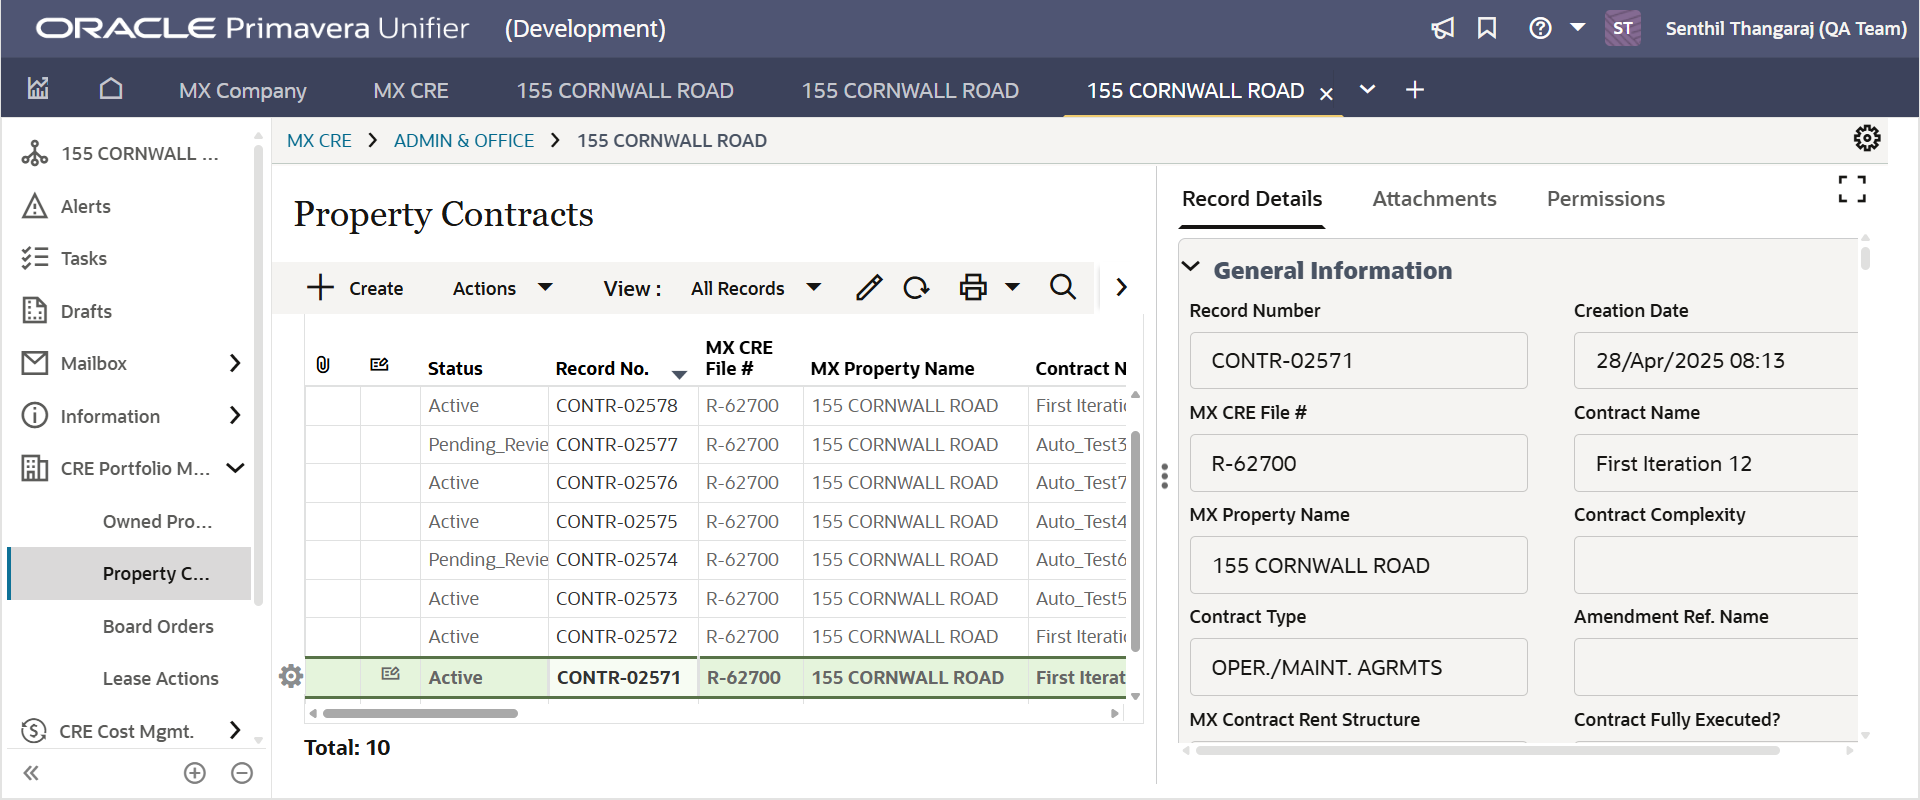 ORACLE Primavera Unifier (Development)
ST Senthil Thangaraj (QA Team)
MX Company MX CRE 155 CORNWALL ROAD 155 CORNWALL ROAD 155 CORNWALL ROAD
155 CORNWALL ...
Alerts
Tasks
Drafts
Mailbox
Information
CRE Portfolio M...
Owned Pro...
Property C...
Board Orders
Lease Actions
CRE Cost Mgmt.
MX CRE > ADMIN & OFFICE > 155 CORNWALL ROAD
Property Contracts
Create Actions View : All Records
Status Record No. MX CRE File # MX Property Name Contract N
Active CONTR-02578 R-62700 155 CORNWALL ROAD First Iterati
Pending_Revie CONTR-02577 R-62700 155 CORNWALL ROAD Auto_Test3
Active CONTR-02576 R-62700 155 CORNWALL ROAD Auto_Test7
Active CONTR-02575 R-62700 155 CORNWALL ROAD Auto_Test4
Pending_Revie CONTR-02574 R-62700 155 CORNWALL ROAD Auto_Test6
Active CONTR-02573 R-62700 155 CORNWALL ROAD Auto_Test5
Active CONTR-02572 R-62700 155 CORNWALL ROAD First Iterati
Active CONTR-02571 R-62700 155 CORNWALL ROAD First Iterat
Total: 10
Record Details Attachments Permissions
General Information
Record Number Creation Date
CONTR-02571 28/Apr/2025 08:13
MX CRE File # Contract Name
R-62700 First Iteration 12
MX Property Name Contract Complexity
155 CORNWALL ROAD
Contract Type Amendment Ref. Name
OPER./MAINT. AGRMTS
MX Contract Rent Structure Contract Fully Executed?